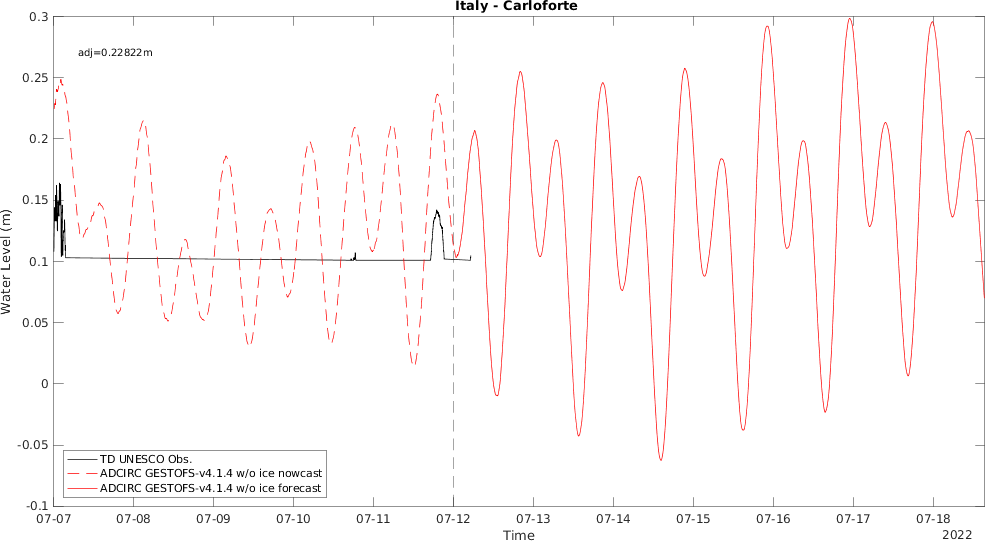 Italy - Carloforte
adj=0.22822m
0.3
0.25
0.2
0.15
0.1
0.05
0
-0.05
-0.1
Water Level (m)
TD UNESCO Obs.
ADCIRC GESTOFS-v4.1.4 w/o ice nowcast
ADCIRC GESTOFS-v4.1.4 w/o ice forecast
07-07 07-08 07-09 07-10 07-11 07-12 07-13 07-14 07-15 07-16 07-17 07-18
Time
2022